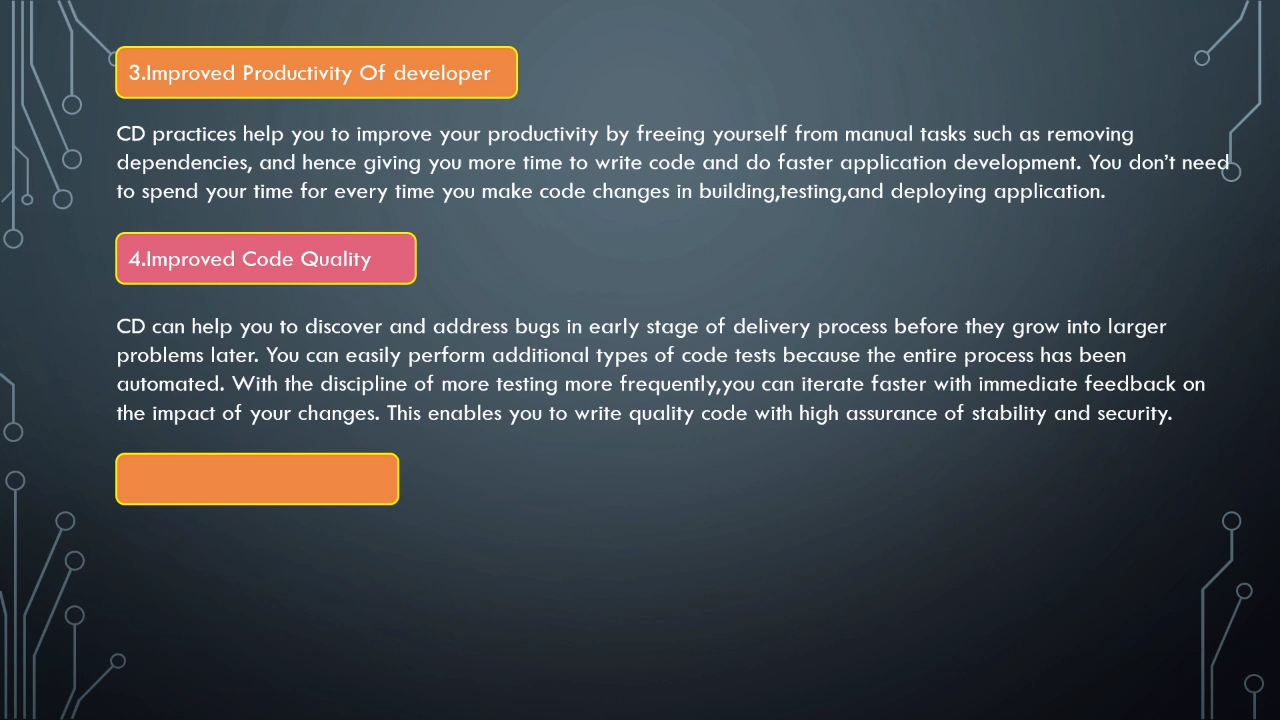 3.Improved Productivity Of developer
CD practices help you to improve your productivity by freeing yourself from manual tasks such as removing
dependencies, and hence giving you more time to write code and do faster application development. You don’t need
to spend your time for every time you make code changes in building,testing,and deploying application.
4.Improved Code Quality
CD can help you to discover and address bugs in early stage of delivery process before they grow into larger
problems later. You can easily perform additional types of code tests because the entire process has been
automated. With the discipline of more testing more frequently,you can iterate faster with immediate feedback on
the impact of your changes. This enables you to write quality code with high assurance of stability and security.